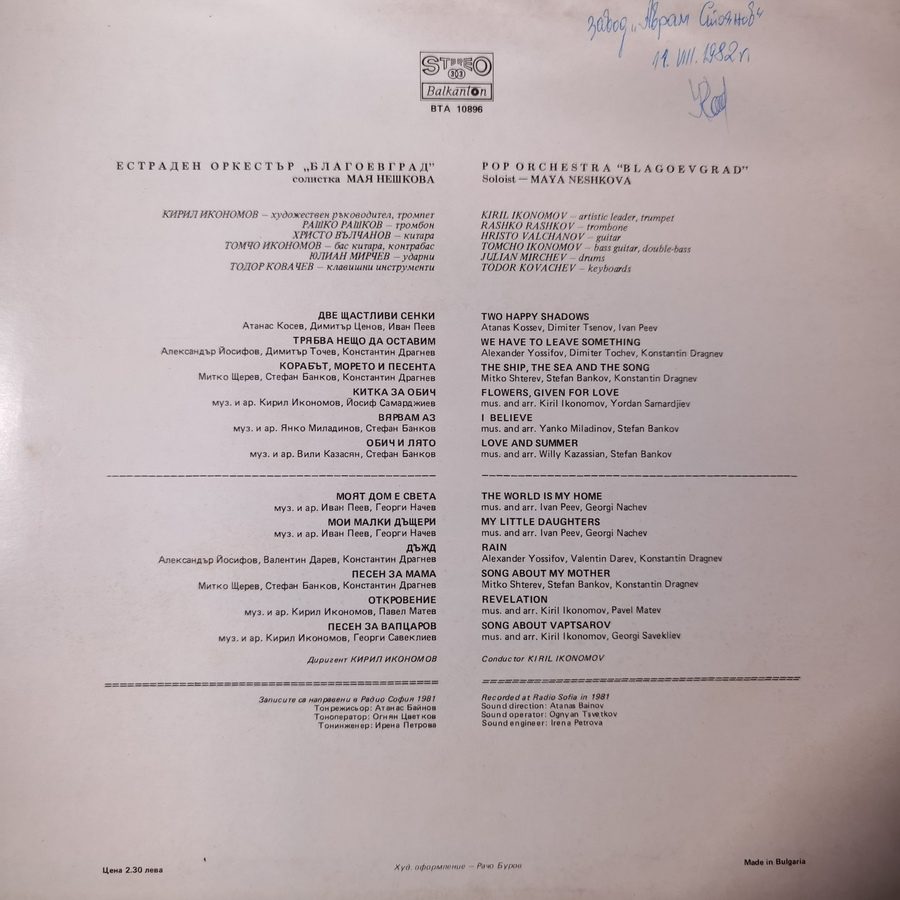 завод „Аврам Стоянов"
VIII. 1982 г.
STEREO
33
Balkanton
ВТА 10896
ЕСТРАДЕН ОРКЕСТЪР „БЛАГОЕВГРАД"
солистка МАЯ НЕШКОВА
КИРИЛ ИКОНОМОВ – художествен ръководител, тромпет
РАШКО РАШКОВ – тромбон
ХРИСТО ВЪЛЧАНОВ – китара
ТОМЧО ИКОНОМОВ – бас китара, контрабас
ЮЛИАН МИРЧЕВ – ударни
ТОДОР КОВАЧЕВ – клавишни инструменти
ДВЕ ЩАСТЛИВИ СЕНКИ
Атанас Косев, Димитър Ценов, Иван Пеев
ТРЯБВА НЕЩО ДА ОСТАВИМ
Александър Йосифов, Димитър Точев, Константин Драгнев
КОРАБЪТ, МОРЕТО И ПЕСЕНТА
Митко Щерев, Стефан Банков, Константин Драгнев
КИТКА ЗА ОБИЧ
муз. и ар. Кирил Икономов, Йосиф Самарджиев
ВЯРВАМ АЗ
муз. и ар. Янко Миладинов, Стефан Банков
ОБИЧ И ЛЯТО
муз. и ар. Вили Казасян, Стефан Банков
МОЯТ ДОМ Е СВЕТА
муз. и ар. Иван Пеев, Георги Начев
МОИ МАЛКИ ДЪЩЕРИ
муз. и ар. Иван Пеев, Георги Начев
ДЪЖД
Александър Йосифов, Валентин Дарев, Константин Драгнев
ПЕСЕН ЗА МАМА
Митко Щерев, Стефан Банков, Константин Драгнев
ОТКРОВЕНИЕ
муз. и ар. Кирил Икономов, Павел Матев
ПЕСЕН ЗА ВАПЦАРОВ
муз. и ар. Кирил Икономов, Георги Савеклиев
Диригент КИРИЛ ИКОНОМОВ
Записите са направени в Радио София 1981
Тонрежисьор: Атанас Байнов
Тоноператор: Огнян Цветков
Тонинженер: Ирена Петрова
POP ORCHESTRA "BLAGOEVGRAD"
Soloist – MAYA NESHKOVA
KIRIL IKONOMOV – artistic leader, trumpet
RASHKO RASHKOV – trombone
HRISTO VALCHANOV – guitar
TOMCHO IKONOMOV – bass guitar, double-bass
JULIAN MIRCHEV – drums
TODOR KOVACHEV – keyboards
TWO HAPPY SHADOWS
Atanas Kossev, Dimiter Tsenov, Ivan Peev
WE HAVE TO LEAVE SOMETHING
Alexander Yossifov, Dimiter Tochev, Konstantin Dragnev
THE SHIP, THE SEA AND THE SONG
Mitko Shterev, Stefan Bankov, Konstantin Dragnev
FLOWERS, GIVEN FOR LOVE
mus. and arr. Kiril Ikonomov, Yordan Samardjiev
I BELIEVE
mus. and arr. Yanko Miladinov, Stefan Bankov
LOVE AND SUMMER
mus. and arr. Willy Kazassian, Stefan Bankov
THE WORLD IS MY HOME
mus. and arr. Ivan Peev, Georgi Nachev
MY LITTLE DAUGHTERS
mus. and arr. Ivan Peev, Georgi Nachev
RAIN
Alexander Yossifov, Valentin Darev, Konstantin Dragnev
SONG ABOUT MY MOTHER
Mitko Shterev, Stefan Bankov, Konstantin Dragnev
REVELATION
mus. and arr. Kiril Ikonomov, Pavel Matev
SONG ABOUT VAPTSAROV
mus. and arr. Kiril Ikonomov, Georgi Savekliev
Conductor KIRIL IKONOMOV
Recorded at Radio Sofia in 1981
Sound direction: Atanas Bainov
Sound operator: Ognyan Tsvetkov
Sound engineer: Irena Petrova
Цена 2.30 лева
Худ. оформление – Рачо Буров
Made in Bulgaria